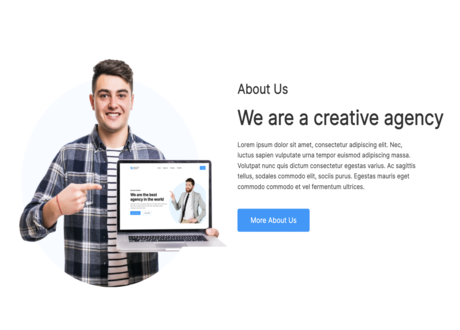 About Us
We are a creative agency
Lorem ipsum dolor sit amet, consectetur adipiscing elit. Nec,
luctus sapien vulputate urna tempor euismod adipiscing massa.
Volutpat nunc quis dictum consectetur egestas varius. Ac sagittis
tellus, sodales commodo elit, sociis purus. Egestas mauris eget
commodo commodo et vel fermentum ultrices.
More About Us
We are the best
agency in the world